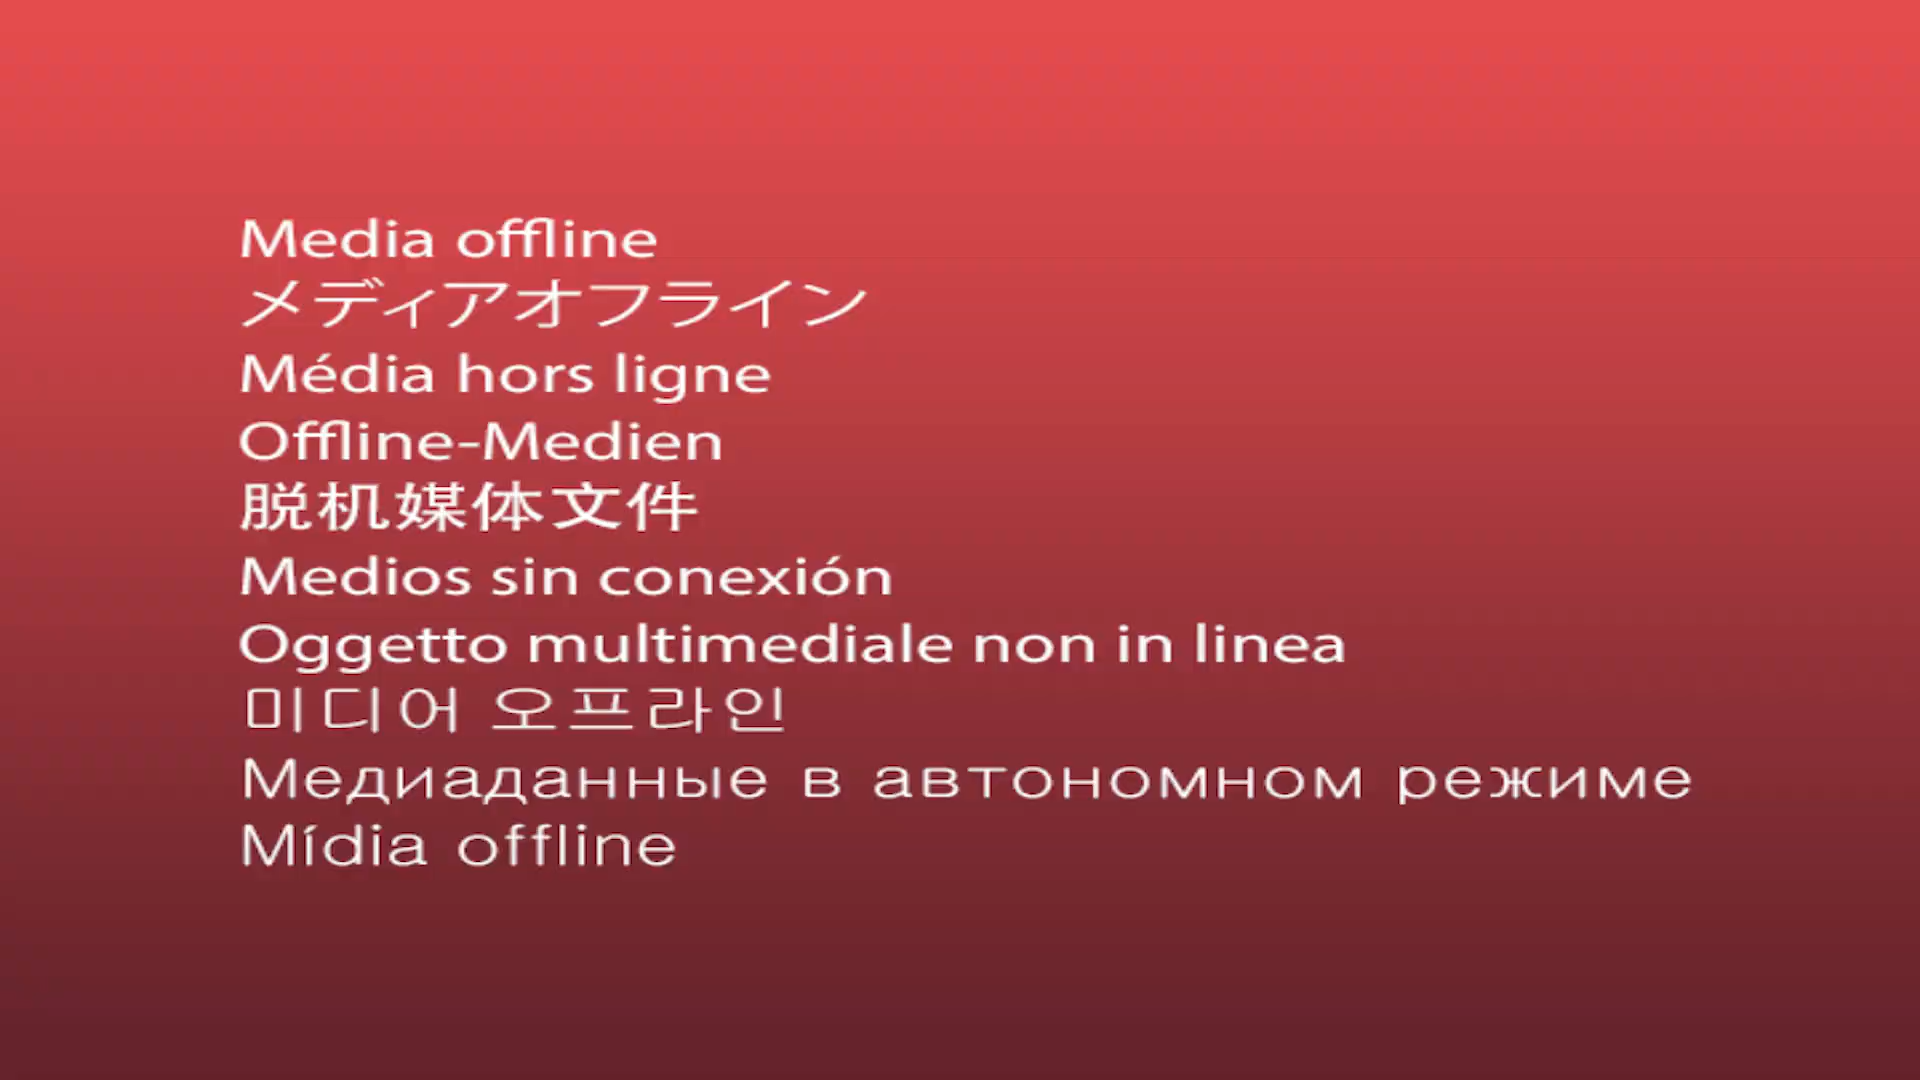 Media offline
メディアオフライン
Média hors ligne
Offline-Medien
脱机媒体文件
Medios sin conexión
Oggetto multimediale non in linea
미디어 오프라인
Медиаданные в автономном режиме
Mídia offline